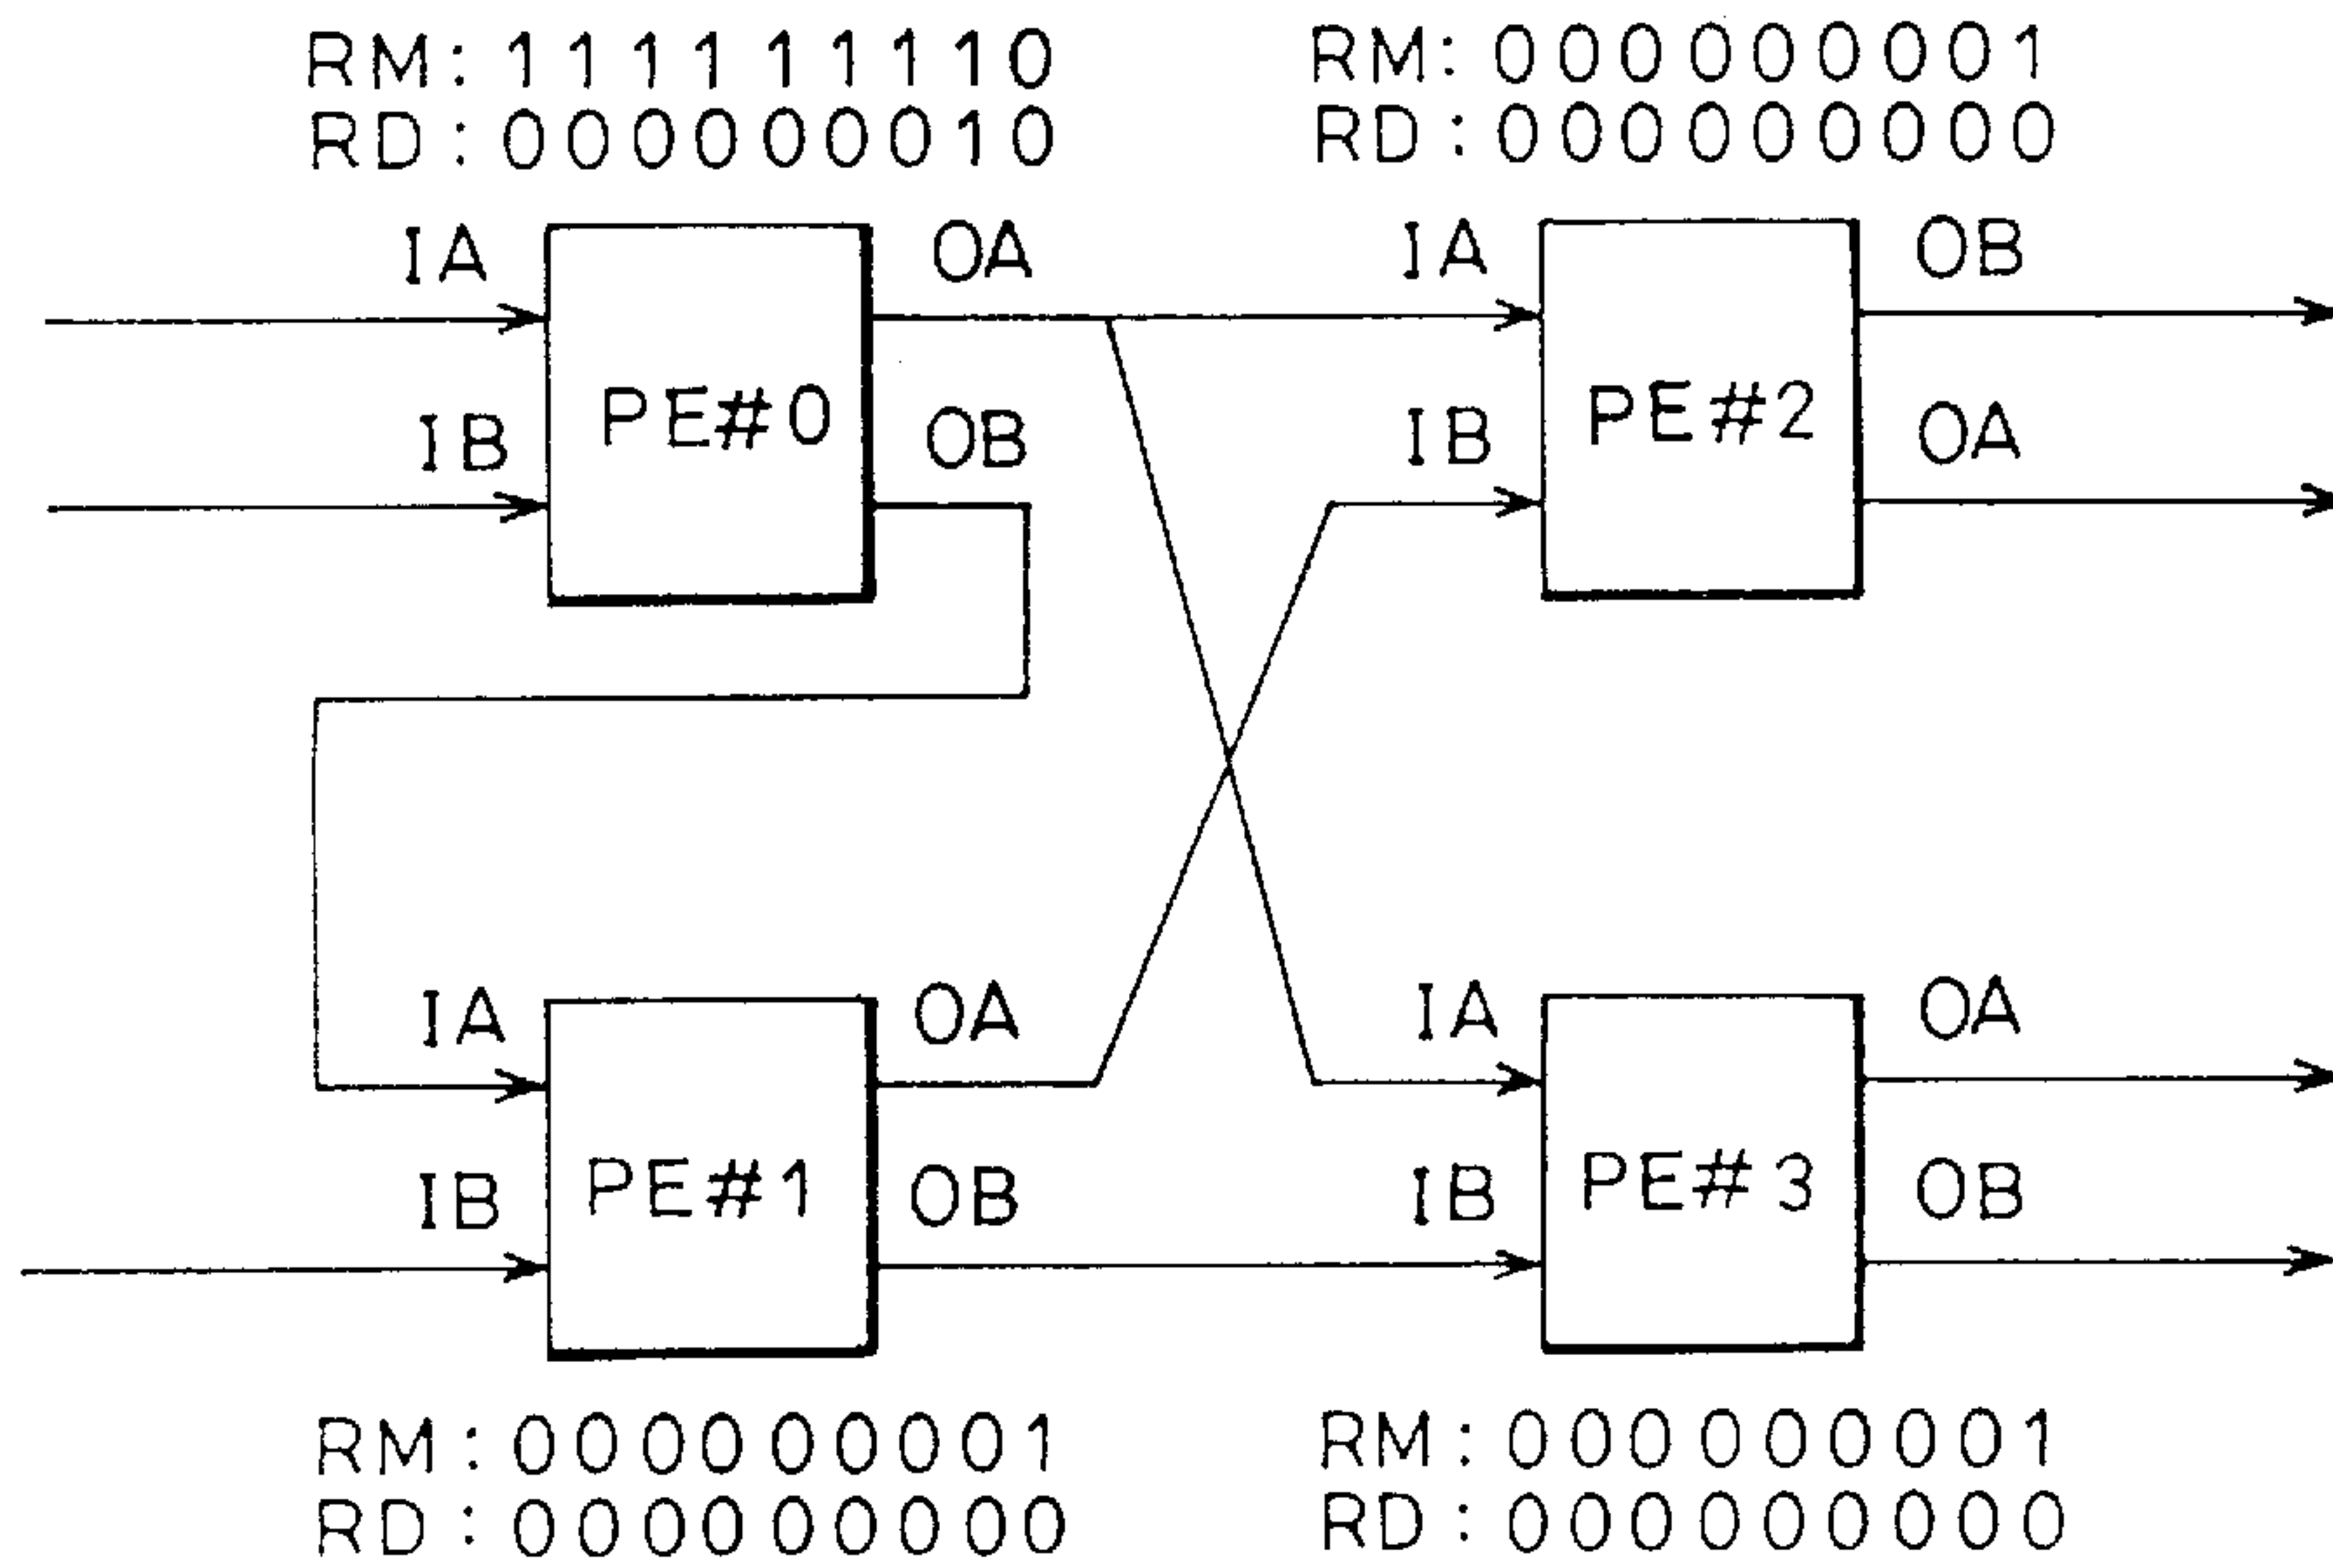 RM: 111111110
RD: 000000010
RM: 000000001
RD: 000000000
IA
OA
IA
OB
PE#0
PE#2
IB
OB
IB
OA
IA
OA
IA
OA
PE#1
PE#3
IB
OB
IB
OB
RM: 000000001
RD: 000000000
RM: 000000001
RD: 000000000